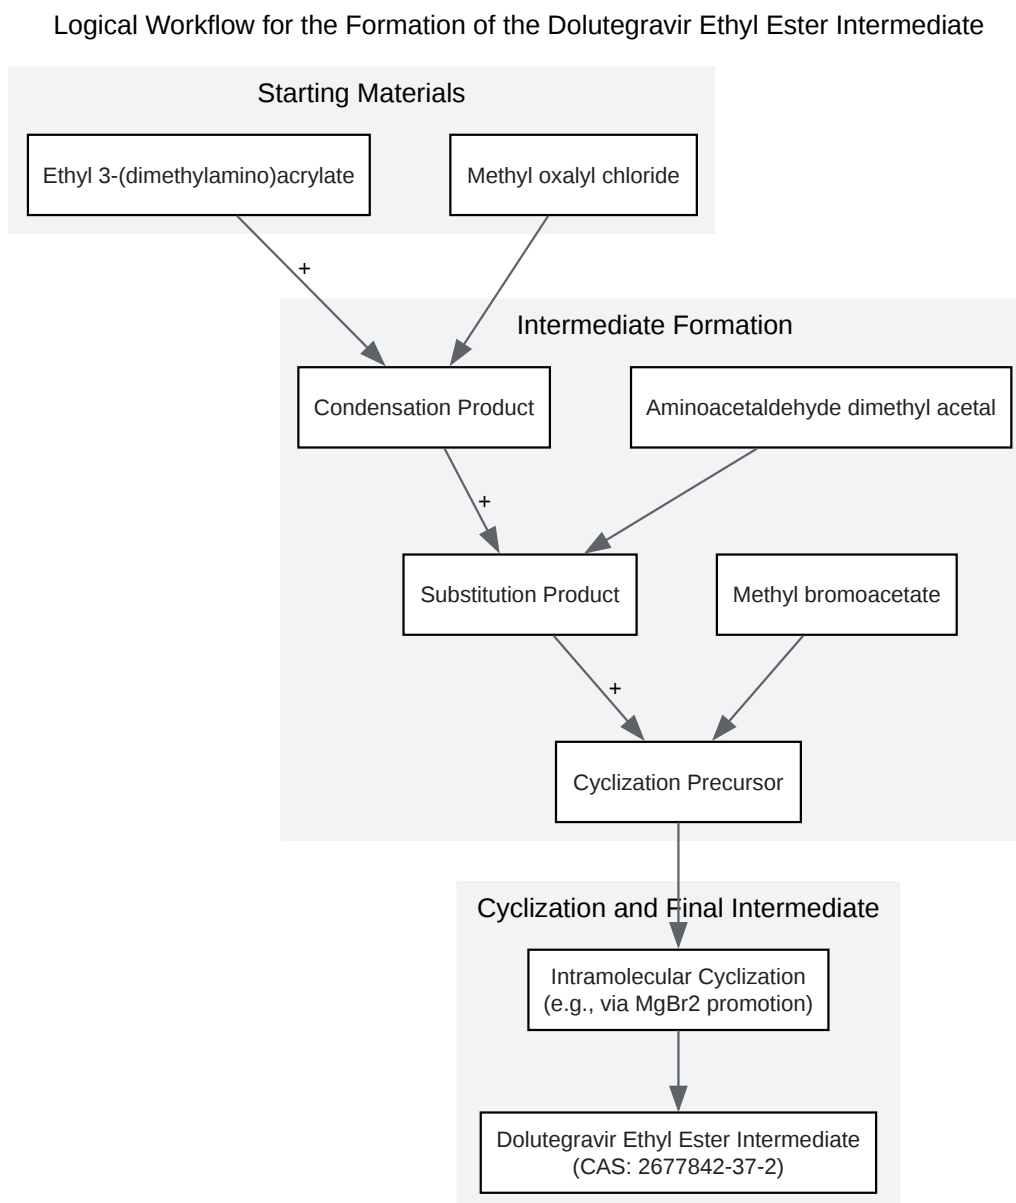 Logical Workflow for the Formation of the Dolutegravir Ethyl Ester Intermediate
Starting Materials
Ethyl 3-(dimethylamino)acrylate
Methyl oxalyl chloride
+
Intermediate Formation
Condensation Product
Aminoacetaldehyde dimethyl acetal
+
Substitution Product
Methyl bromoacetate
+
Cyclization Precursor
Cyclization and Final Intermediate
Intramolecular Cyclization
(e.g., via MgBr2 promotion)
Dolutegravir Ethyl Ester Intermediate
(CAS: 2677842-37-2)